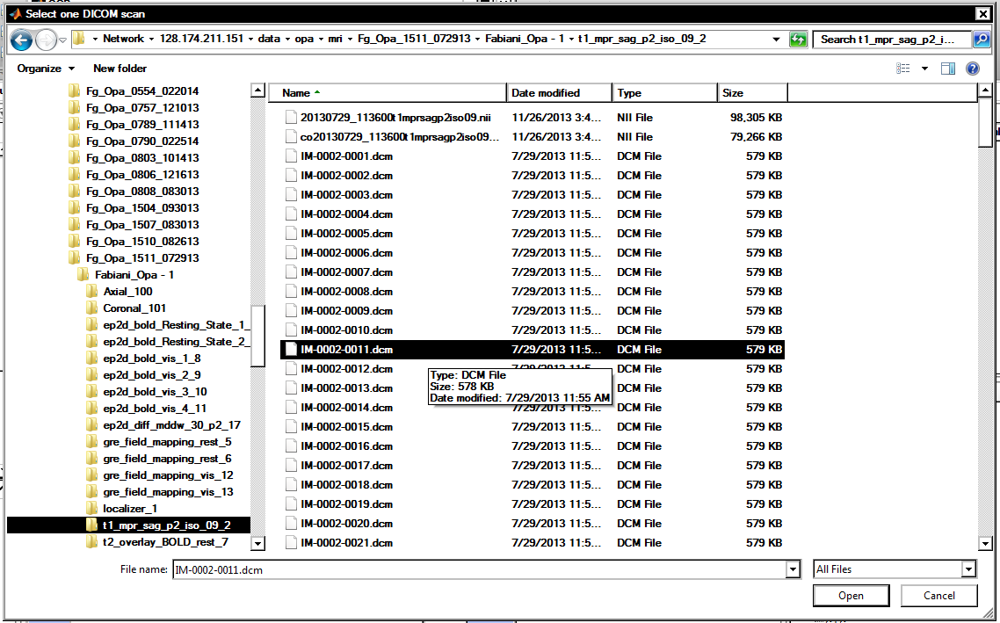 Select one DICOM scan
Network 128.174.211.151 data opa mri Fg_Opa_1511_072913 Fabiani_Opa - 1 t1_mpr_sag_p2_iso_09_2 Search t1_mpr_sag_p2_i...
Organize New folder
Fg_Opa_0554_022014
Fg_Opa_0757_121013
Fg_Opa_0789_111413
Fg_Opa_0790_022514
Fg_Opa_0803_101413
Fg_Opa_0806_121613
Fg_Opa_0808_083013
Fg_Opa_1504_093013
Fg_Opa_1507_083013
Fg_Opa_1510_082613
Fg_Opa_1511_072913
Fabiani_Opa - 1
Axial_100
Coronal_101
ep2d_bold_Resting_State_1_
ep2d_bold_Resting_State_2_
ep2d_bold_vis_1_8
ep2d_bold_vis_2_9
ep2d_bold_vis_3_10
ep2d_bold_vis_4_11
ep2d_diff_mddw_30_p2_17
gre_field_mapping_rest_5
gre_field_mapping_rest_6
gre_field_mapping_vis_12
gre_field_mapping_vis_13
localizer_1
t1_mpr_sag_p2_iso_09_2
t2_overlay_BOLD_rest_7
Name Date modified Type Size
20130729_113600t1mprsagp2iso09.nii 11/26/2013 3:4... NII File 98,305 KB
co20130729_113600t1mprsagp2iso09... 11/26/2013 3:4... NII File 79,266 KB
IM-0002-0001.dcm 7/29/2013 11:5... DCM File 579 KB
IM-0002-0002.dcm 7/29/2013 11:5... DCM File 579 KB
IM-0002-0003.dcm 7/29/2013 11:5... DCM File 579 KB
IM-0002-0004.dcm 7/29/2013 11:5... DCM File 579 KB
IM-0002-0005.dcm 7/29/2013 11:5... DCM File 579 KB
IM-0002-0006.dcm 7/29/2013 11:5... DCM File 579 KB
IM-0002-0007.dcm 7/29/2013 11:5... DCM File 579 KB
IM-0002-0008.dcm 7/29/2013 11:5... DCM File 579 KB
IM-0002-0009.dcm 7/29/2013 11:5... DCM File 579 KB
IM-0002-0010.dcm 7/29/2013 11:5... DCM File 579 KB
IM-0002-0011.dcm 7/29/2013 11:5... DCM File 579 KB
IM-0002-0012.dcm 7/29/2013 11:5... DCM File 579 KB
IM-0002-0013.dcm DCM File 579 KB
IM-0002-0014.dcm 7/29/2013 11:5... DCM File 579 KB
IM-0002-0015.dcm 7/29/2013 11:5... DCM File 579 KB
IM-0002-0016.dcm 7/29/2013 11:5... DCM File 579 KB
IM-0002-0017.dcm 7/29/2013 11:5... DCM File 579 KB
IM-0002-0018.dcm 7/29/2013 11:5... DCM File 579 KB
IM-0002-0019.dcm 7/29/2013 11:5... DCM File 579 KB
IM-0002-0020.dcm 7/29/2013 11:5... DCM File 579 KB
IM-0002-0021.dcm 7/29/2013 11:5... DCM File 579 KB
Type: DCM File
Size: 578 KB
Date modified: 7/29/2013 11:55 AM
File name: IM-0002-0011.dcm All Files
Open Cancel